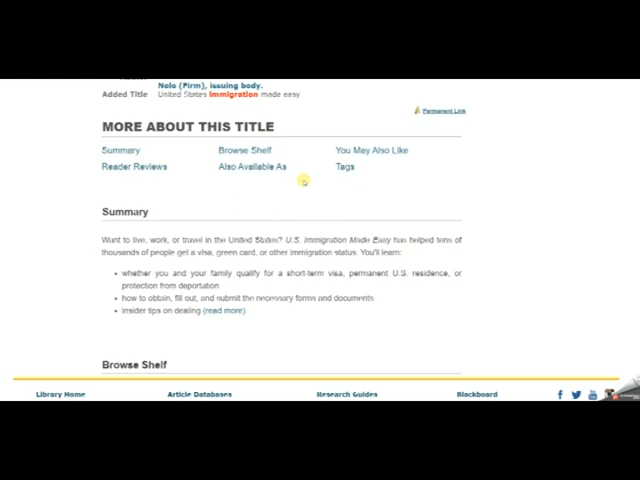 Nolo (Firm), issuing body.
Added Title United States Immigration made easy
Permanent Link
MORE ABOUT THIS TITLE
Summary Browse Shelf You May Also Like
Reader Reviews Also Available As Tags
Summary
Want to live, work, or travel in the United States? U.S. Immigration Made Easy has helped tens of
thousands of people get a visa, green card, or other immigration status. You'll learn:
• whether you and your family qualify for a short-term visa, permanent U.S. residence, or
protection from deportation
• how to obtain, fill out, and submit the necessary forms and documents
• insider tips on dealing (read more)
Browse Shelf
Library Home Article Databases Research Guides Blackboard